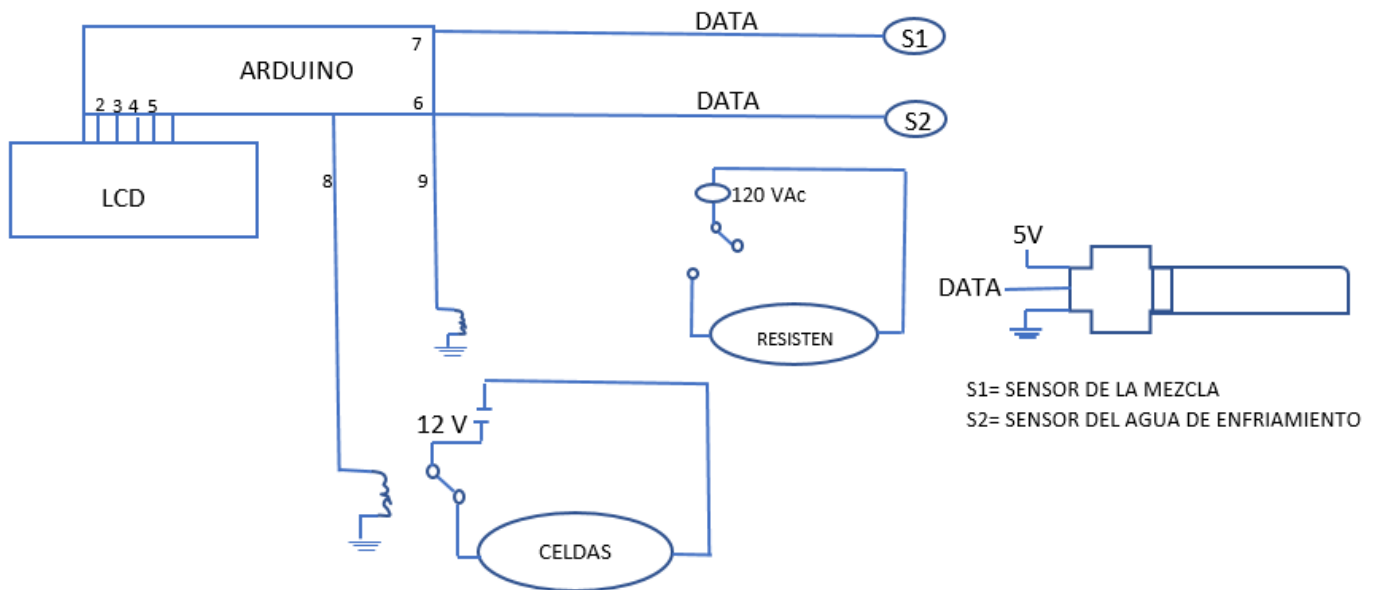 DATA
S1
7
ARDUINO
2 3 4 5
6
DATA
S2
LCD
8
9
120 VAc
RESISTEN
5V
DATA
S1= SENSOR DE LA MEZCLA
S2= SENSOR DEL AGUA DE ENFRIAMIENTO
12 V
CELDAS